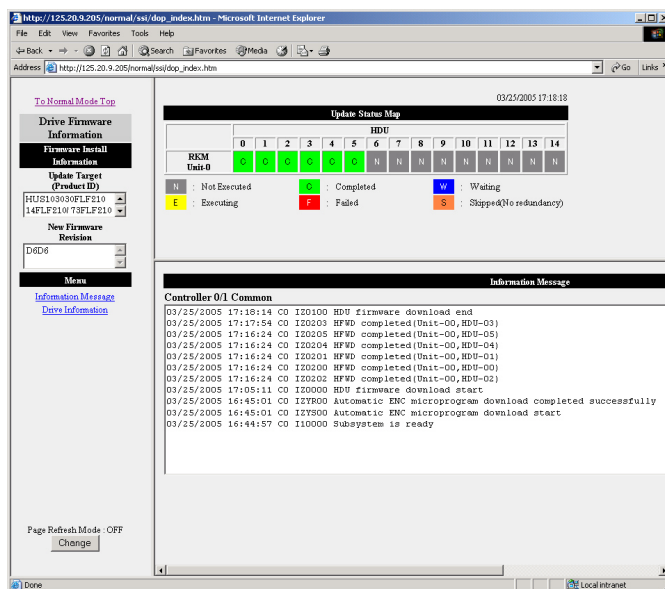 http://125.20.9.205/normal/ssi/dop_index.htm - Microsoft Internet Explorer
File Edit View Favorites Tools Help
Back Search Favorites Media
Address http://125.20.9.205/normal/ssi/dop_index.htm Go Links
To Normal Mode Top
Drive Firmware
Information
Firmware Install
Information
Update Target
(Product ID)
HUS103030FLF210
14FLF210/73FLF210
New Firmware
Revision
D6D6
Menu
Information Message
Drive Information
Page Refresh Mode : OFF
Change
03/25/2005 17:18:18
Update Status Map
HDU
0 1 2 3 4 5 6 7 8 9 10 11 12 13 14
RKM
Unit-0
C C C C C C N N N N N N N N N
N : Not Executed C : Completed W : Waiting
E : Executing F : Failed S : Skipped(No redundancy)
Information Message
Controller 0/1 Common
03/25/2005 17:18:14 C0 IZ0100 HDU firmware download end
03/25/2005 17:17:54 C0 IZ0203 HFWD completed(Unit-00,HDU-03)
03/25/2005 17:16:24 C0 IZ0205 HFWD completed(Unit-00,HDU-05)
03/25/2005 17:16:24 C0 IZ0204 HFWD completed(Unit-00,HDU-04)
03/25/2005 17:16:24 C0 IZ0201 HFWD completed(Unit-00,HDU-01)
03/25/2005 17:16:24 C0 IZ0200 HFWD completed(Unit-00,HDU-00)
03/25/2005 17:16:24 C0 IZ0202 HFWD completed(Unit-00,HDU-02)
03/25/2005 17:05:11 C0 IZ0000 HDU firmware download start
03/25/2005 16:45:01 C0 IZYR00 Automatic ENC microprogram download completed successfully
03/25/2005 16:45:01 C0 IZYS00 Automatic ENC microprogram download start
03/25/2005 16:44:57 C0 I10000 Subsystem is ready
Done Local intranet